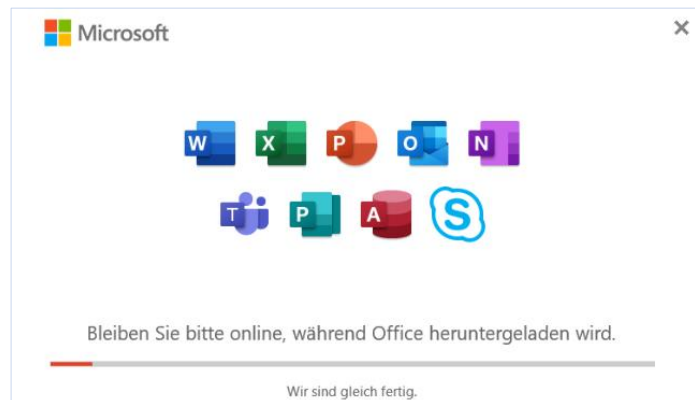 Microsoft
W X P O N
T P A S
Bleiben Sie bitte online, während Office heruntergeladen wird.
Wir sind gleich fertig.